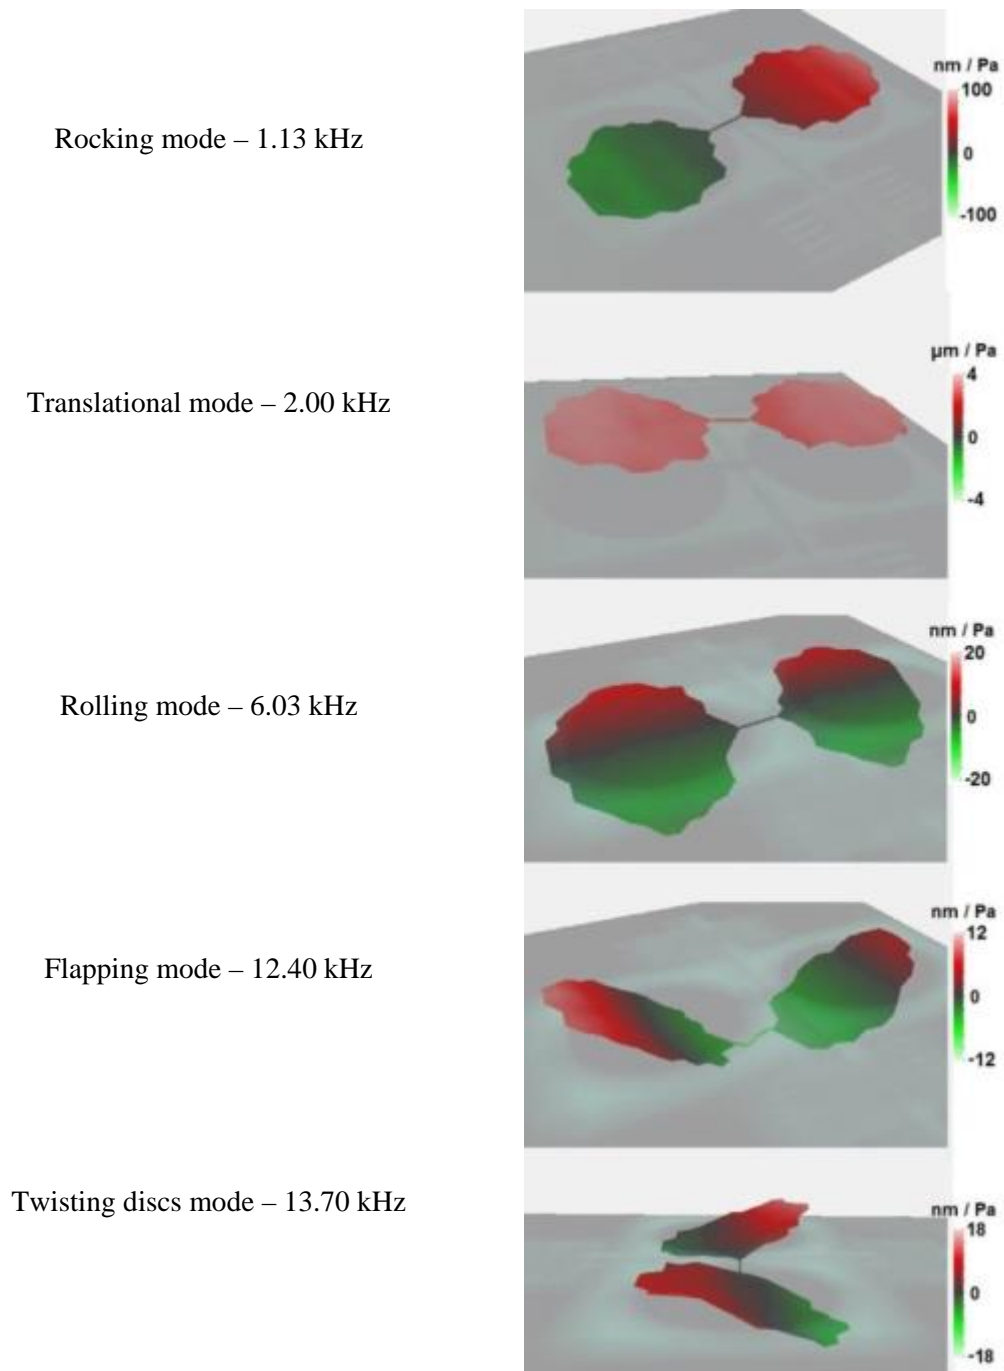 nm / Pa
100
Rocking mode – 1.13 kHz
0
-100
µm / Pa
4
Translational mode – 2.00 kHz
0
-4
nm / Pa
20
Rolling mode – 6.03 kHz
0
-20
nm / Pa
12
Flapping mode – 12.40 kHz
0
-12
Twisting discs mode – 13.70 kHz
nm / Pa
18
0
-18